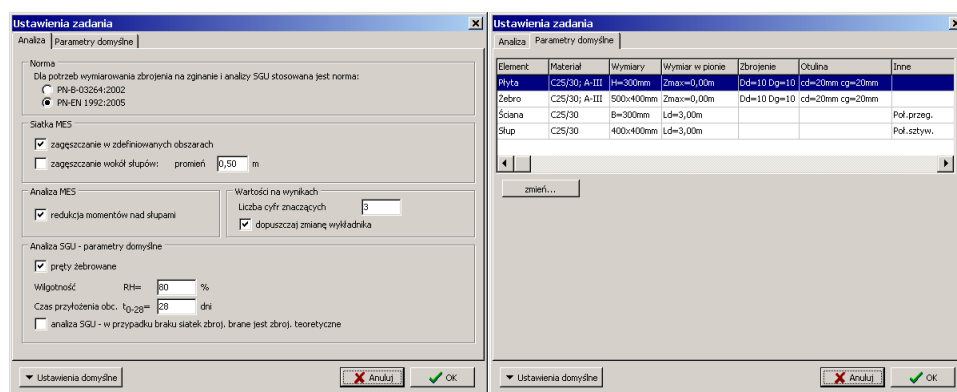 Ustawienia zadania
Analiza Parametry domyślne
Norma
Dla potrzeb wymiarowania zbrojenia na zginanie i analizy SGU stosowana jest norma:
PN-B-03264:2002
PN-EN 1992:2005
Siatka MES
zagęszczanie w zdefiniowanych obszarach
zagęszczanie wokół słupów: promień 0,50 m
Analiza MES
redukcja momentów nad słupami
Wartości na wynikach
Liczba cyfr znaczących 3
dopuszczaj zmianę wykładnika
Analiza SGU - parametry domyślne
pręty żebrowane
Wilgotność RH= 80 %
Czas przyłożenia obc. t0-28= 28 dni
analiza SGU - w przypadku braku siatek zbroj. brane jest zbroj. teoretyczne
Ustawienia domyślne Anuluj OK
Ustawienia zadania
Analiza Parametry domyślne
Element Materiał Wymiary Wymiar w pionie Zbrojenie Otulina Inne
Płyta C25/30; A-III H=300mm Zmax=0,00m Dd=10 Dg=10 cd=20mm cg=20mm
Żebro C25/30; A-III 500x400mm Zmax=0,00m Dd=10 Dg=10 cd=20mm cg=20mm
Ściana C25/30 B=300mm Ld=3,00m Poł.przeg.
Słup C25/30 400x400mm Ld=3,00m Poł.sztyw.
zmień...
Ustawienia domyślne Anuluj OK